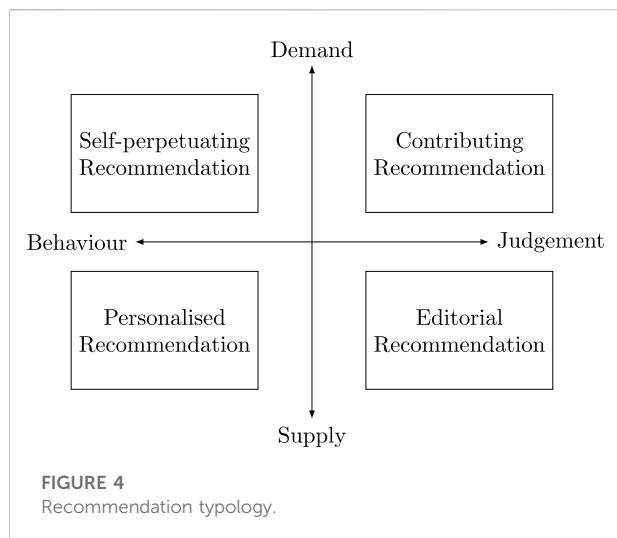 Demand
Self-perpetuating
Recommendation
Contributing
Recommendation
Behaviour
Judgement
Personalised
Recommendation
Editorial
Recommendation
Supply
FIGURE 4
Recommendation typology.